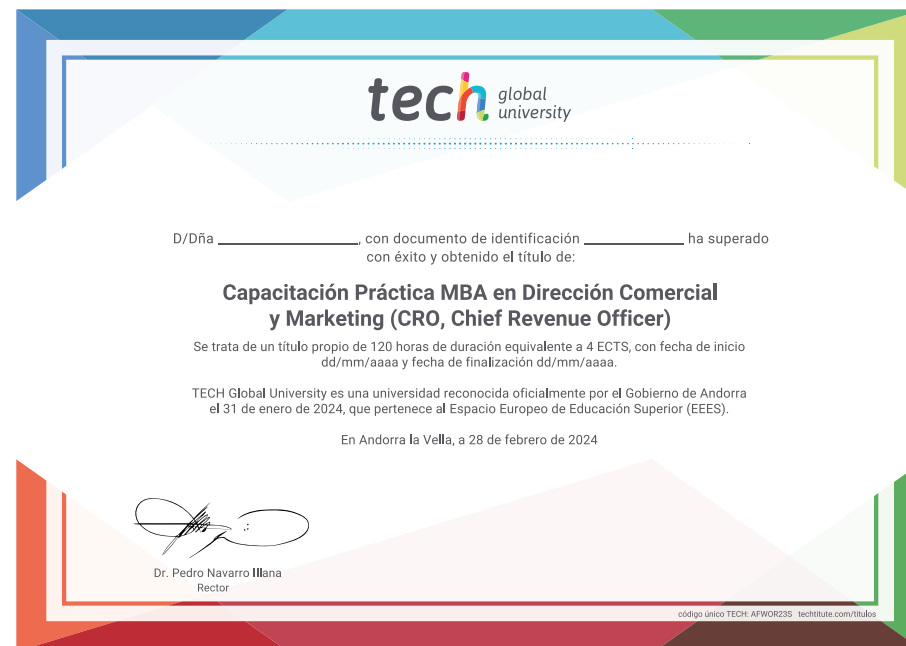 tech global university
D/Dña ____________________, con documento de identificación ______________ ha superado
con éxito y obtenido el título de:
Capacitación Práctica MBA en Dirección Comercial
y Marketing (CRO, Chief Revenue Officer)
Se trata de un título propio de 120 horas de duración equivalente a 4 ECTS, con fecha de inicio
dd/mm/aaaa y fecha de finalización dd/mm/aaaa.
TECH Global University es una universidad reconocida oficialmente por el Gobierno de Andorra
el 31 de enero de 2024, que pertenece al Espacio Europeo de Educación Superior (EEES).
En Andorra la Vella, a 28 de febrero de 2024
Dr. Pedro Navarro Illana
Rector
código único TECH: AFWOR23S techtitute.com/titulos